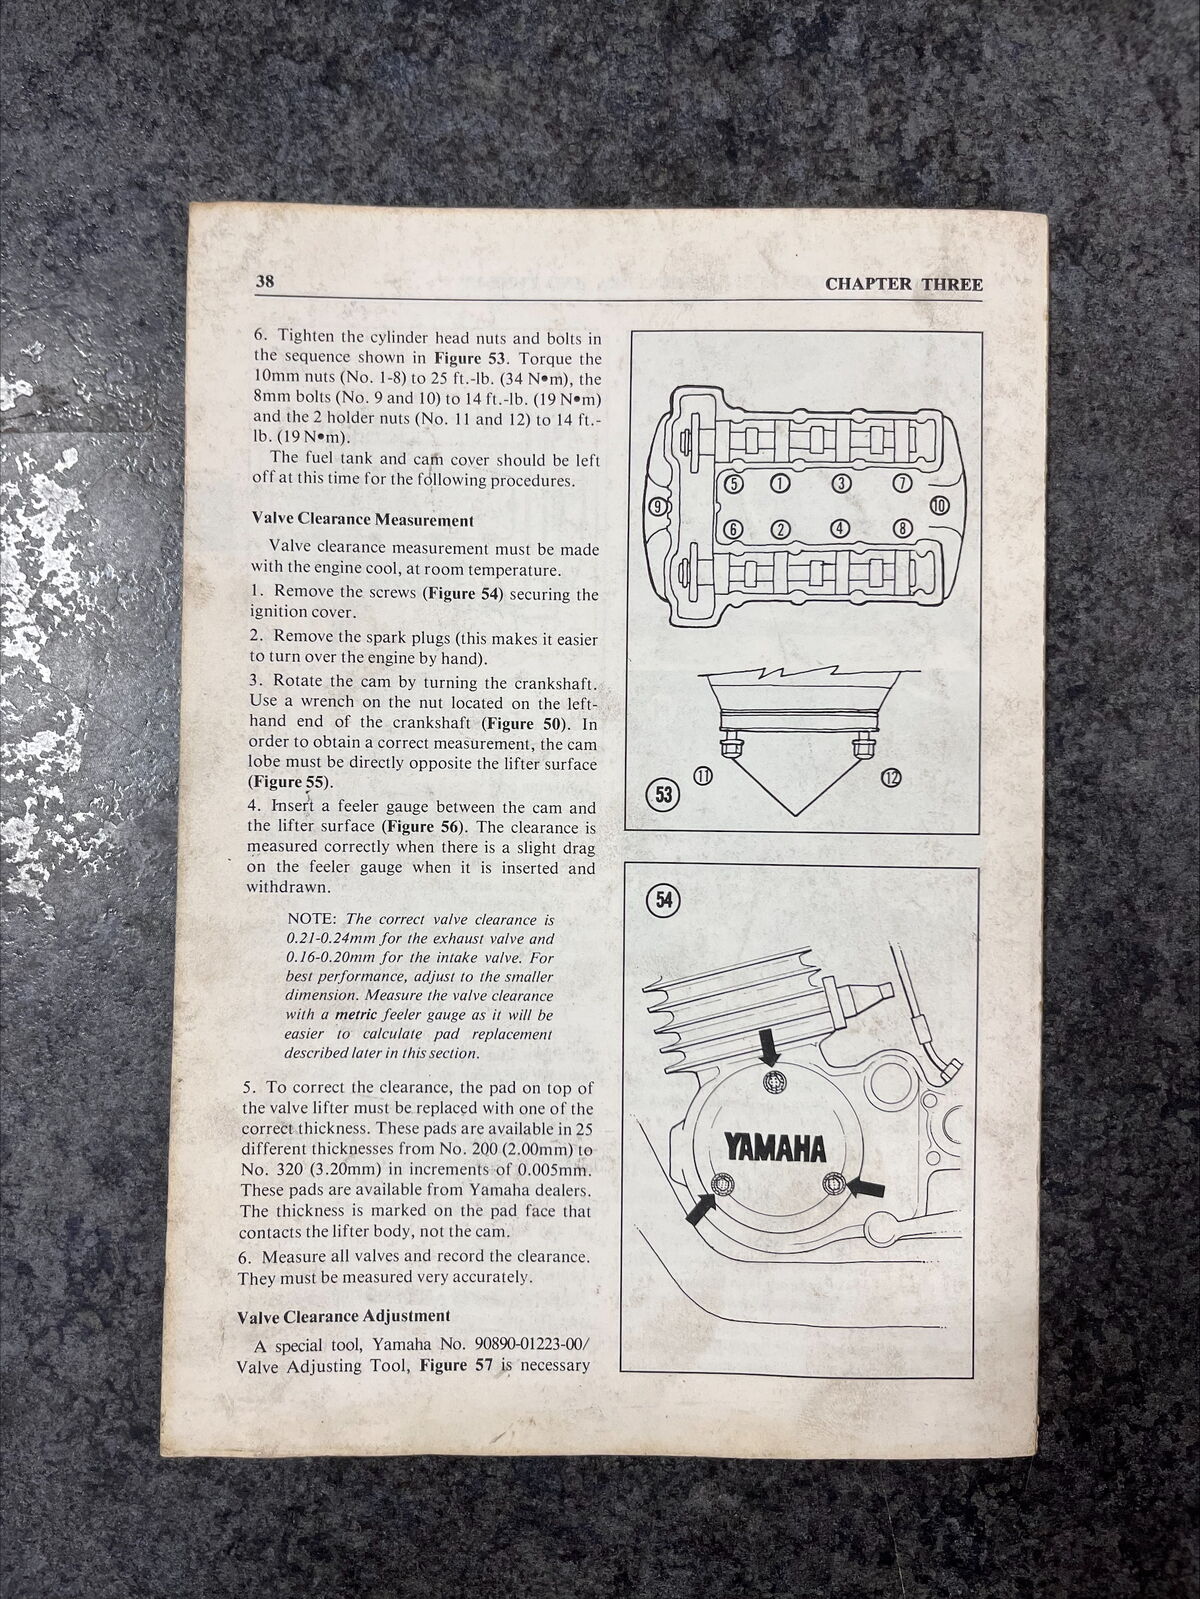 38
CHAPTER THREE
6. Tighten the cylinder head nuts and bolts in
the sequence shown in Figure 53. Torque the
10mm nuts (No. 1-8) to 25 ft.-lb. (34 N•m), the
8mm bolts (No. 9 and 10) to 14 ft.-lb. (19 N•m)
and the 2 holder nuts (No. 11 and 12) to 14 ft.-
lb. (19 N•m).
The fuel tank and cam cover should be left
off at this time for the following procedures.
Valve Clearance Measurement
Valve clearance measurement must be made
with the engine cool, at room temperature.
1. Remove the screws (Figure 54) securing the
ignition cover.
2. Remove the spark plugs (this makes it easier
to turn over the engine by hand).
3. Rotate the cam by turning the crankshaft.
Use a wrench on the nut located on the left-
hand end of the crankshaft (Figure 50). In
order to obtain a correct measurement, the cam
lobe must be directly opposite the lifter surface
(Figure 55).
4. Insert a feeler gauge between the cam and
the lifter surface (Figure 56). The clearance is
measured correctly when there is a slight drag
on the feeler gauge when it is inserted and
withdrawn.
NOTE: The correct valve clearance is
0.21-0.24mm for the exhaust valve and
0.16-0.20mm for the intake valve. For
best performance, adjust to the smaller
dimension. Measure the valve clearance
with a metric feeler gauge as it will be
easier to calculate pad replacement
described later in this section.
5. To correct the clearance, the pad on top of
the valve lifter must be replaced with one of the
correct thickness. These pads are available in 25
different thicknesses from No. 200 (2.00mm) to
No. 320 (3.20mm) in increments of 0.005mm.
These pads are available from Yamaha dealers.
The thickness is marked on the pad face that
contacts the lifter body, not the cam.
6. Measure all valves and record the clearance.
They must be measured very accurately.
Valve Clearance Adjustment
A special tool, Yamaha No. 90890-01223-00/
Valve Adjusting Tool, Figure 57 is necessary
5 1 3 7
9 10
6 2 4 8
11 12
53
54
YAMAHA